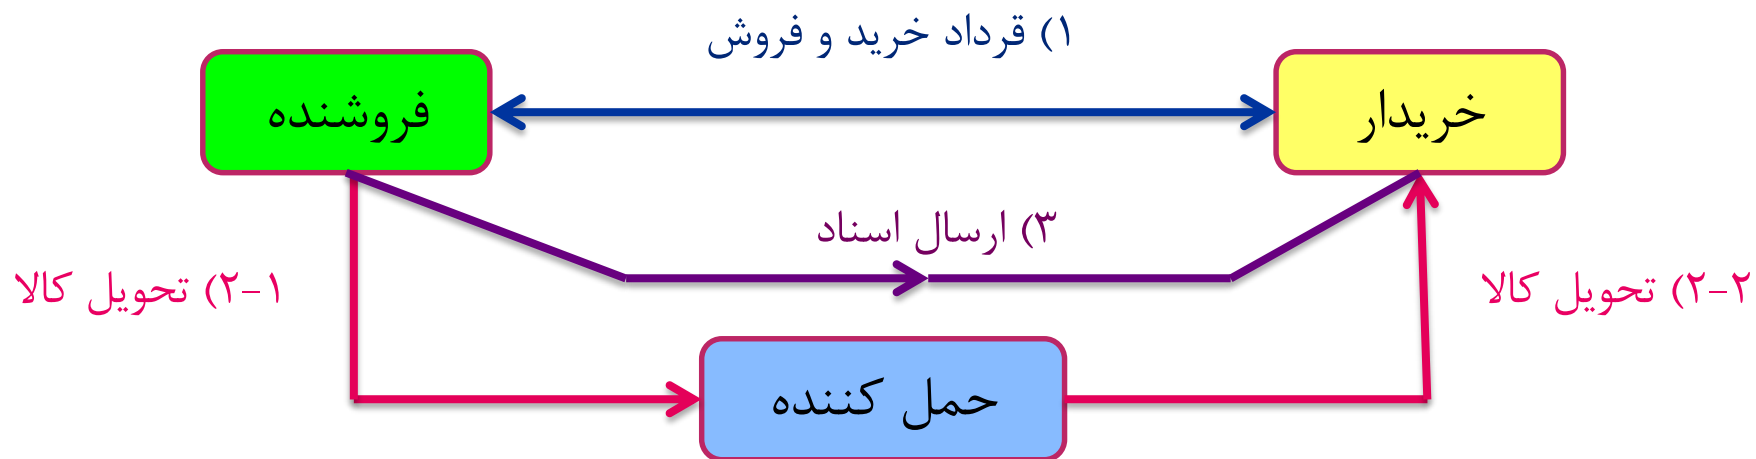 ۱) قرداد خرید و فروش
خریدار
فروشنده
۳) ارسال اسناد
۲-۲) تحویل کالا
۲-۱) تحویل کالا
حمل کننده